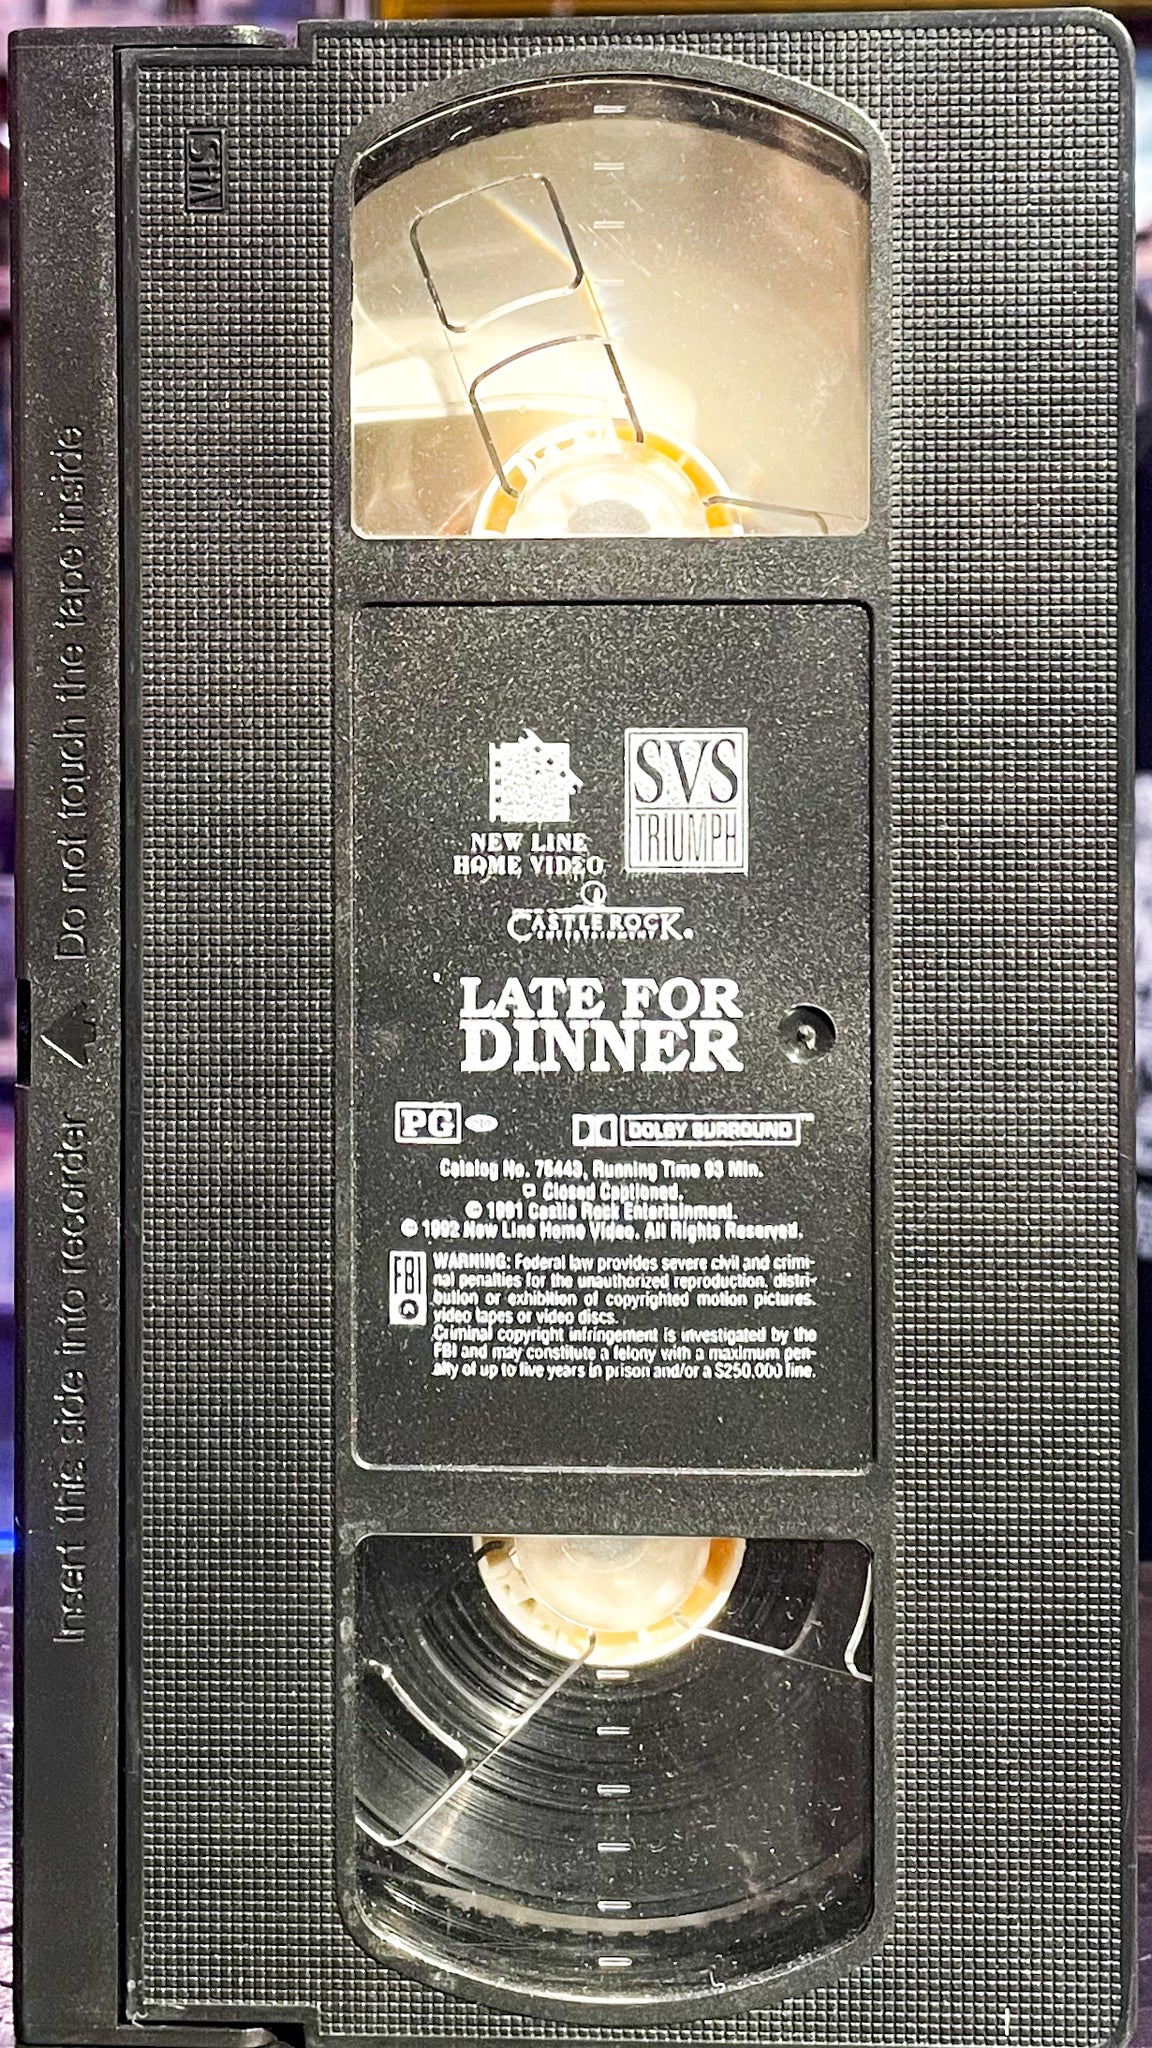 VHS
Insert this side into recorder
Do not touch the tape inside
NEW LINE
HOME VIDEO
SVS
TRIUMPH
CASTLE ROCK
ENTERTAINMENT
LATE FOR
DINNER
PG
DOLBY SURROUND™
Catalog No. 75443, Running Time 93 Min.
Closed Captioned.
© 1991 Castle Rock Entertainment.
© 1992 New Line Home Video. All Rights Reserved.
FBI
WARNING: Federal law provides severe civil and crimi-
nal penalties for the unauthorized reproduction, distri-
bution or exhibition of copyrighted motion pictures,
video tapes or video discs.
Criminal copyright infringement is investigated by the
FBI and may constitute a felony with a maximum pen-
alty of up to five years in prison and/or a $250,000 fine.